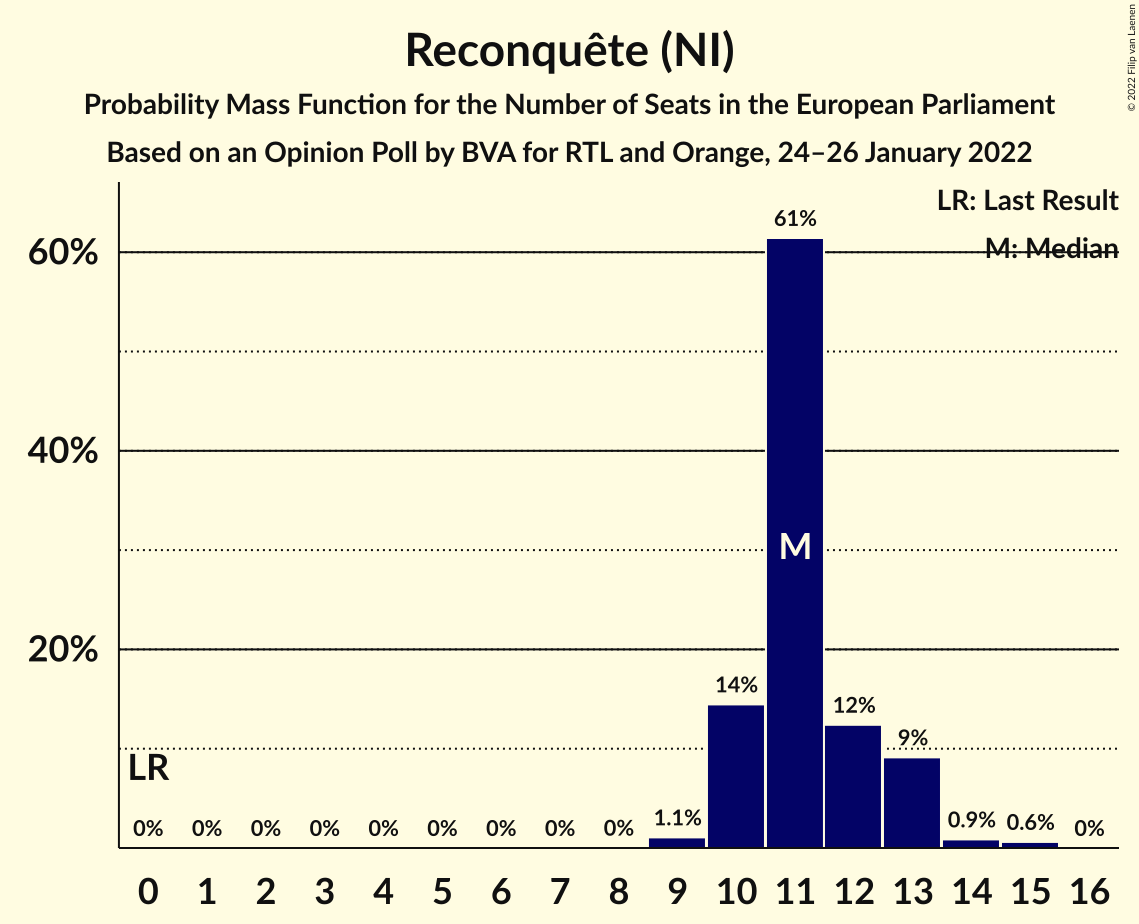 Reconquête (NI)
Probability Mass Function for the Number of Seats in the European Parliament
Based on an Opinion Poll by BVA for RTL and Orange, 24–26 January 2022
© 2022 Filip van Laenen
LR: Last Result
M: Median
60%
40%
20%
61%
M
14%
12%
9%
LR
0% 0% 0% 0% 0% 0% 0% 0% 0% 1.1% 0.9% 0.6% 0%
0 1 2 3 4 5 6 7 8 9 10 11 12 13 14 15 16